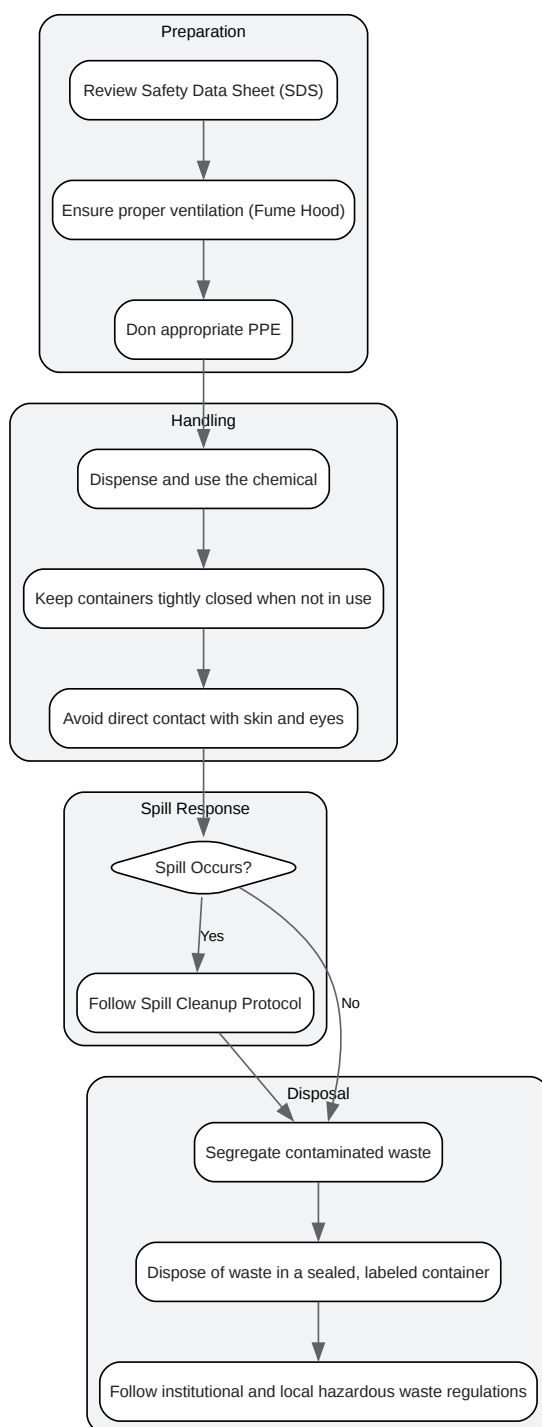 Preparation
Review Safety Data Sheet (SDS)
Ensure proper ventilation (Fume Hood)
Don appropriate PPE
Handling
Dispense and use the chemical
Keep containers tightly closed when not in use
Avoid direct contact with skin and eyes
Spill Response
Spill Occurs?
Yes
Follow Spill Cleanup Protocol
No
Disposal
Segregate contaminated waste
Dispose of waste in a sealed, labeled container
Follow institutional and local hazardous waste regulations